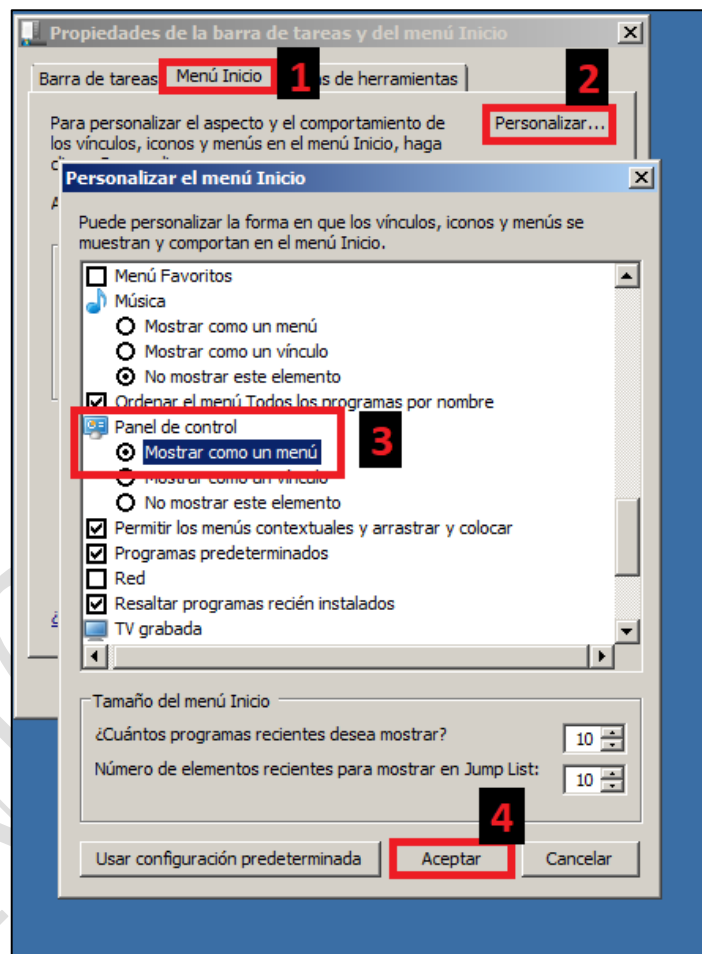 Propiedades de la barra de tareas y del menú Inicio
Barra de tareas
Menú Inicio
1
s de herramientas
2
Para personalizar el aspecto y el comportamiento de
los vínculos, iconos y menús en el menú Inicio, haga
Personalizar...
Personalizar el menú Inicio
Puede personalizar la forma en que los vínculos, iconos y menús se
muestran y comportan en el menú Inicio.
Menú Favoritos
Música
Mostrar como un menú
Mostrar como un vínculo
No mostrar este elemento
Ordenar el menú Todos los programas por nombre
Panel de control
3
Mostrar como un menú
Mostrar como un vínculo
No mostrar este elemento
Permitir los menús contextuales y arrastrar y colocar
Programas predeterminados
Red
Resaltar programas recién instalados
TV grabada
Tamaño del menú Inicio
¿Cuántos programas recientes desea mostrar?
10
Número de elementos recientes para mostrar en Jump List:
10
4
Usar configuración predeterminada
Aceptar
Cancelar